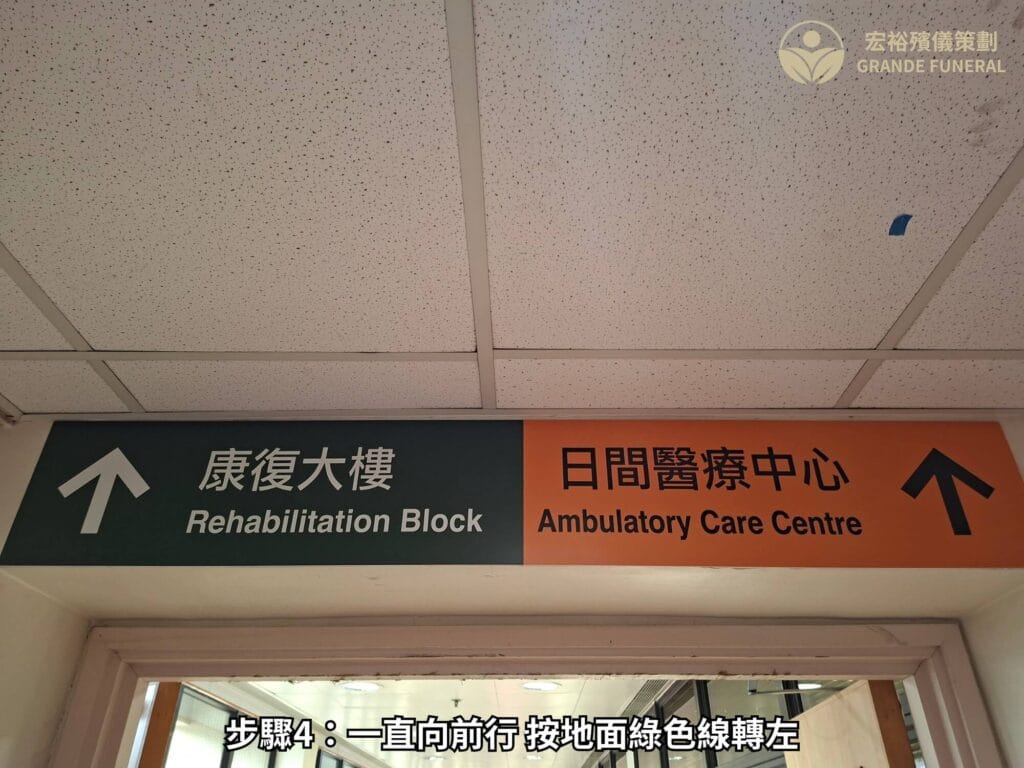 宏裕殯儀策劃
GRANDE FUNERAL
康復大樓
Rehabilitation Block
日間醫療中心
Ambulatory Care Centre
步驟4：一直向前行 按地面綠色線轉左